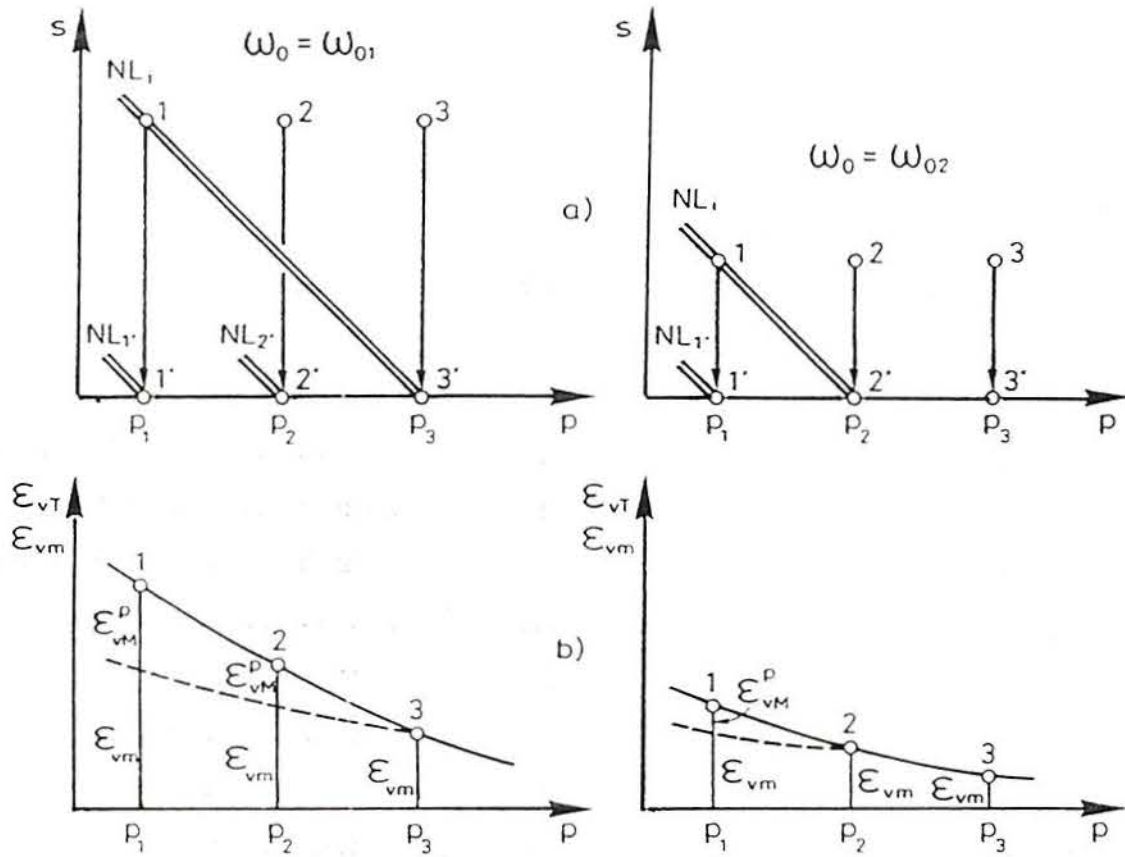 s
ω₀ = ω₀₁
NLᵢ
1 2 3
NL₁' NL₂'
1' 2' 3'
p₁ p₂ p₃ p
a)
s
ω₀ = ω₀₂
NLᵢ
1 2 3
NL₁'
1' 2' 3'
p₁ p₂ p₃ p
εvT
εvm
1
εᵖvM
2
εᵖvM
3
εvm εvm εvm
p₁ p₂ p₃ p
b)
εvT
εvm
1 εᵖvM
2
3
εvm εvm εvm
p₁ p₂ p₃ p